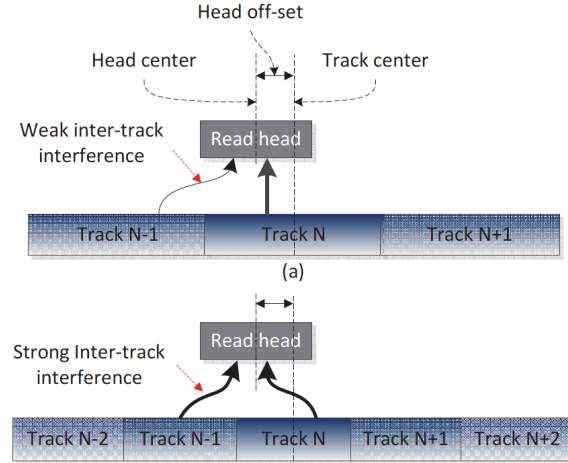 Head off-set
Head center
Track center
Weak inter-track
interference
Read head
Track N-1
Track N
Track N+1
(a)
Read head
Strong Inter-track
interference
Track N-2
Track N-1
Track N
Track N+1
Track N+2